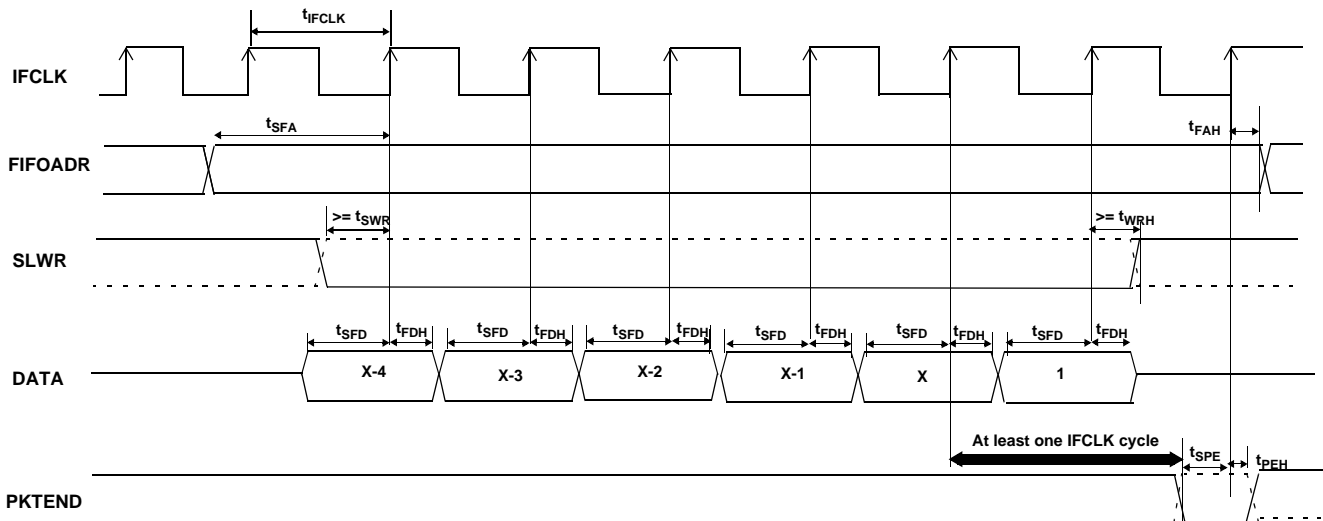 tIFCLK
IFCLK
tSFA
tFAH
FIFOADR
>= tSWR
>= tWRH
SLWR
tSFD tFDH tSFD tFDH tSFD tFDH tSFD tFDH tSFD tFDH tSFD tFDH
DATA X-4 X-3 X-2 X-1 X 1
At least one IFCLK cycle
tSPE
tPEH
PKTEND